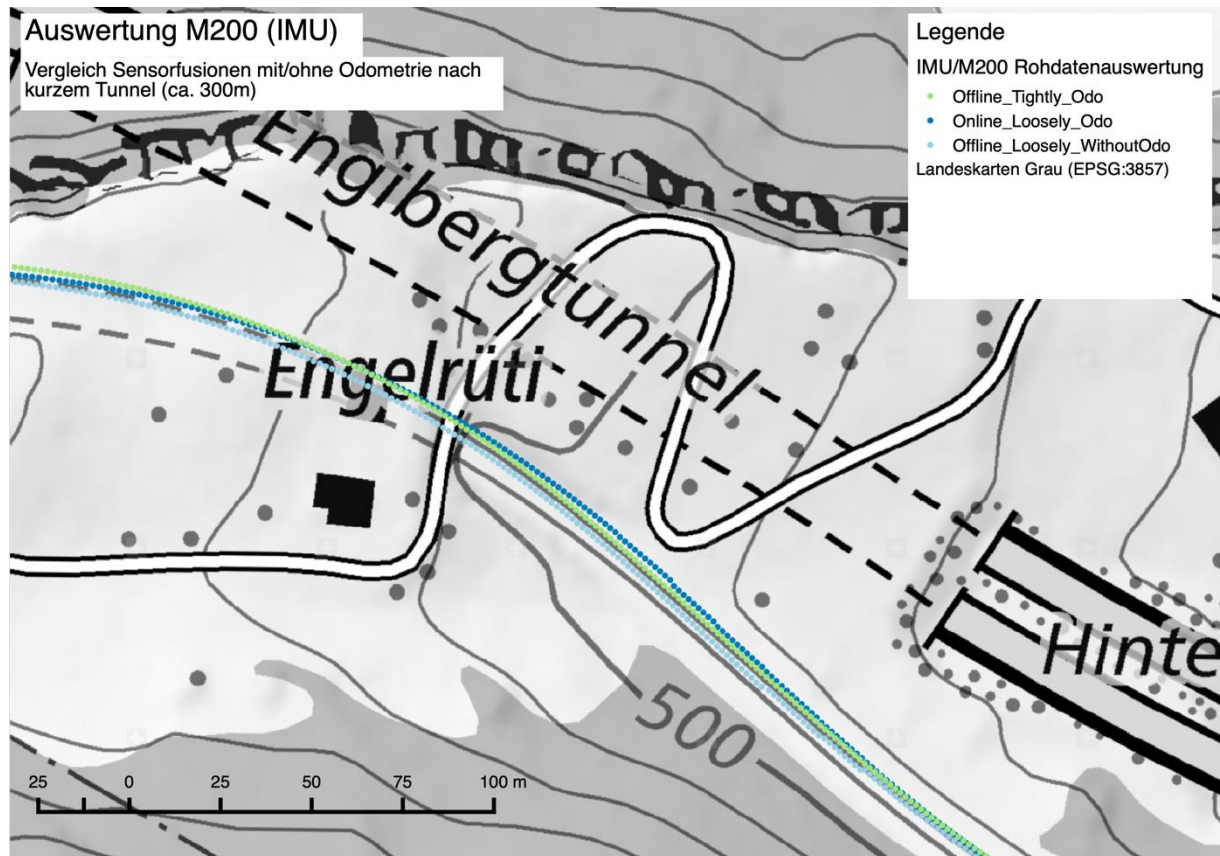 Auswertung M200 (IMU)
Vergleich Sensorfusionen mit/ohne Odometrie nach
kurzem Tunnel (ca. 300m)
Legende
IMU/M200 Rohdatenauswertung
Offline_Tightly_Odo
Online_Loosely_Odo
Offline_Loosely_WithoutOdo
Landeskarten Grau (EPSG:3857)
Engibergtunnel
Engelrüti
Hinte
500
25 0 25 50 75 100 m